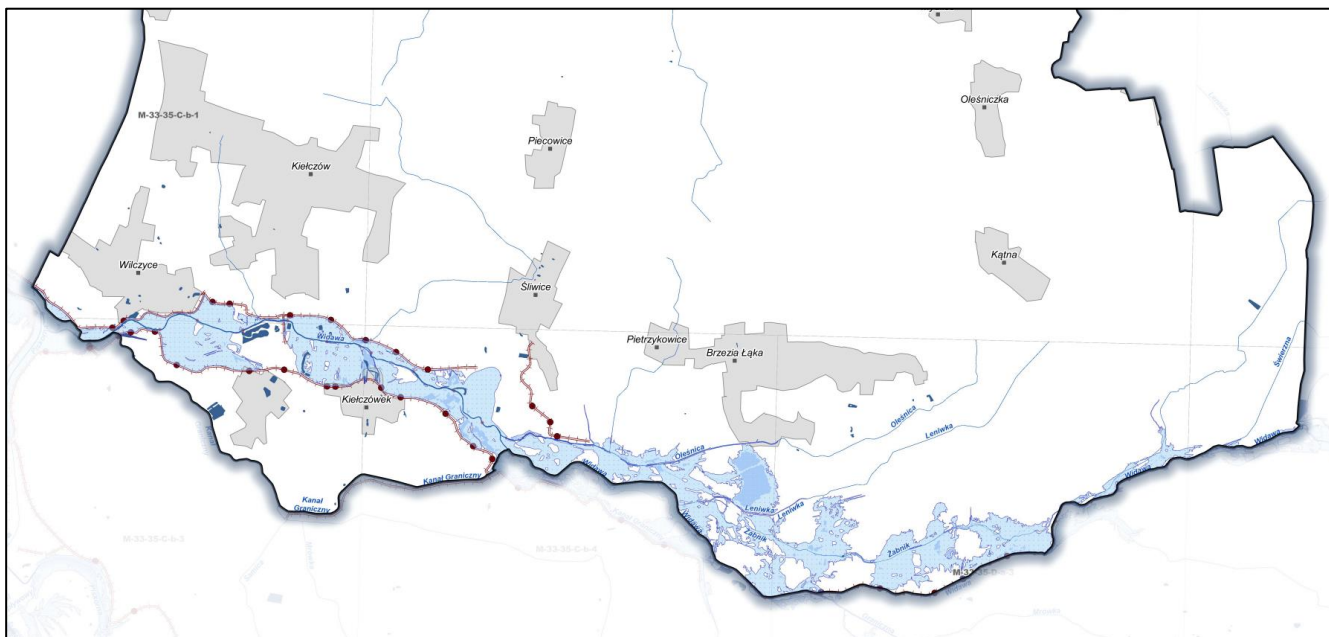 Oleśniczka
M-33-35-C-b-1
Piecowice
Kiełczów
Kątna
Wilczyce
Śliwice
Widawa
Pietrzykowice
Brzezia Łąka
Świerzna
Kiełczówek
Oleśnica
Leniwka
Oleśnica
Widawa
Widawa
Widawa
Kanał Graniczny
Kanał
Graniczny
Leniwka
Leniwka
Żabnik
Żabnik
M-33-35-C-b-3
M-33-35-C-b-4